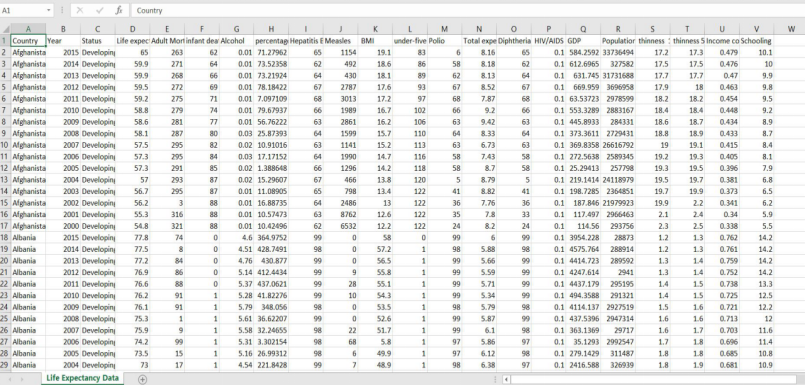 A1 Country
A B C D E F G H I J K L M N O P Q R S T U V W
1 Country Year Status Life expect Adult Mort infant dea Alcohol percentag Hepatitis E Measles BMI under-five Polio Total expe Diphtheria HIV/AIDS GDP Population thinness thinness 5 Income co Schooling
2 Afghanista 2015 Developing 65 263 62 0.01 71.27962 65 1154 19.1 83 6 8.16 65 0.1 584.2592 33736494 17.2 17.3 0.479 10.1
3 Afghanista 2014 Developing 59.9 271 64 0.01 73.52358 62 492 18.6 86 58 8.18 62 0.1 612.6965 327582 17.5 17.5 0.476 10
4 Afghanista 2013 Developing 59.9 268 66 0.01 73.21924 64 430 18.1 89 62 8.13 64 0.1 631.745 31731688 17.7 17.7 0.47 9.9
5 Afghanista 2012 Developing 59.5 272 69 0.01 78.18422 67 2787 17.6 93 67 8.52 67 0.1 669.959 3696958 17.9 18 0.463 9.8
6 Afghanista 2011 Developing 59.2 275 71 0.01 7.097109 68 3013 17.2 97 68 7.87 68 0.1 63.53723 2978599 18.2 18.2 0.454 9.5
7 Afghanista 2010 Developing 58.8 279 74 0.01 79.67937 66 1989 16.7 102 66 9.2 66 0.1 553.3289 2883167 18.4 18.4 0.448 9.2
8 Afghanista 2009 Developing 58.6 281 77 0.01 56.76222 63 2861 16.2 106 63 9.42 63 0.1 445.8933 284331 18.6 18.7 0.434 8.9
9 Afghanista 2008 Developing 58.1 287 80 0.03 25.87393 64 1599 15.7 110 64 8.33 64 0.1 373.3611 2729431 18.8 18.9 0.433 8.7
10 Afghanista 2007 Developing 57.5 295 82 0.02 10.91016 63 1141 15.2 113 63 6.73 63 0.1 369.8358 26616792 19 19.1 0.415 8.4
11 Afghanista 2006 Developing 57.3 295 84 0.03 17.17152 64 1990 14.7 116 58 7.43 58 0.1 272.5638 2589345 19.2 19.3 0.405 8.1
12 Afghanista 2005 Developing 57.3 291 85 0.02 1.388648 66 1296 14.2 118 58 8.7 58 0.1 25.29413 257798 19.3 19.5 0.396 7.9
13 Afghanista 2004 Developing 57 293 87 0.02 15.29607 67 466 13.8 120 5 8.79 5 0.1 219.1414 24118979 19.5 19.7 0.381 6.8
14 Afghanista 2003 Developing 56.7 295 87 0.01 11.08905 65 798 13.4 122 41 8.82 41 0.1 198.7285 2364851 19.7 19.9 0.373 6.5
15 Afghanista 2002 Developing 56.2 3 88 0.01 16.88735 64 2486 13 122 36 7.76 36 0.1 187.846 21979923 19.9 2.2 0.341 6.2
16 Afghanista 2001 Developing 55.3 316 88 0.01 10.57473 63 8762 12.6 122 35 7.8 33 0.1 117.497 2966463 2.1 2.4 0.34 5.9
17 Afghanista 2000 Developing 54.8 321 88 0.01 10.42496 62 6532 12.2 122 24 8.2 24 0.1 114.56 293756 2.3 2.5 0.338 5.5
18 Albania 2015 Developing 77.8 74 0 4.6 364.9752 99 0 58 0 99 6 99 0.1 3954.228 28873 1.2 1.3 0.762 14.2
19 Albania 2014 Developing 77.5 8 0 4.51 428.7491 98 0 57.2 1 98 5.88 98 0.1 4575.764 288914 1.2 1.3 0.761 14.2
20 Albania 2013 Developing 77.2 84 0 4.76 430.877 99 0 56.5 1 99 5.66 99 0.1 4414.723 289592 1.3 1.4 0.759 14.2
21 Albania 2012 Developing 76.9 86 0 5.14 412.4434 99 9 55.8 1 99 5.59 99 0.1 4247.614 2941 1.3 1.4 0.752 14.2
22 Albania 2011 Developing 76.6 88 0 5.37 437.0621 99 28 55.1 1 99 5.71 99 0.1 4437.179 295195 1.4 1.5 0.738 13.3
23 Albania 2010 Developing 76.2 91 1 5.28 41.82276 99 10 54.3 1 99 5.34 99 0.1 494.3588 291321 1.4 1.5 0.725 12.5
24 Albania 2009 Developing 76.1 91 1 5.79 348.056 98 0 53.5 1 98 5.79 98 0.1 4114.137 2927519 1.5 1.6 0.721 12.2
25 Albania 2008 Developing 75.3 1 1 5.61 36.62207 99 0 52.6 1 99 5.87 99 0.1 437.5396 2947314 1.6 1.6 0.713 12
26 Albania 2007 Developing 75.9 9 1 5.58 32.24655 98 22 51.7 1 99 6.1 98 0.1 363.1369 29717 1.6 1.7 0.703 11.6
27 Albania 2006 Developing 74.2 99 1 5.31 3.302154 98 68 5.8 1 97 5.86 97 0.1 35.1293 2992547 1.7 1.8 0.696 11.4
28 Albania 2005 Developing 73.5 15 1 5.16 26.99312 98 6 49.9 1 97 6.12 98 0.1 279.1429 311487 1.8 1.8 0.685 10.8
29 Albania 2004 Developing 73 17 1 4.54 221.8428 99 7 48.9 1 98 6.38 97 0.1 2416.588 326939 1.8 1.9 0.681 10.9
Life Expectancy Data